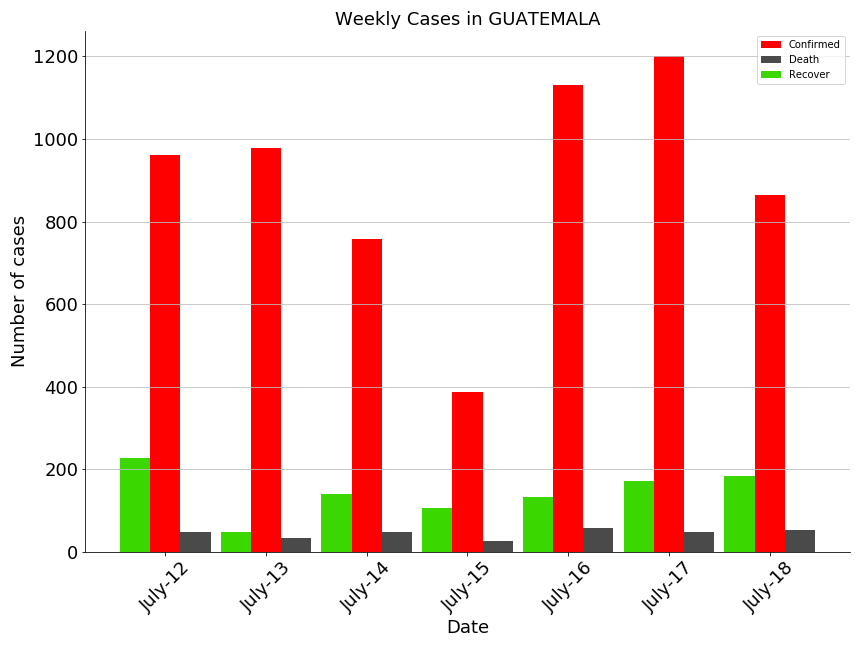 Weekly Cases in GUATEMALA
Confirmed
Death
Recover
Number of cases
1200
1000
800
600
400
200
0
July-12
July-13
July-14
July-15
July-16
July-17
July-18
Date